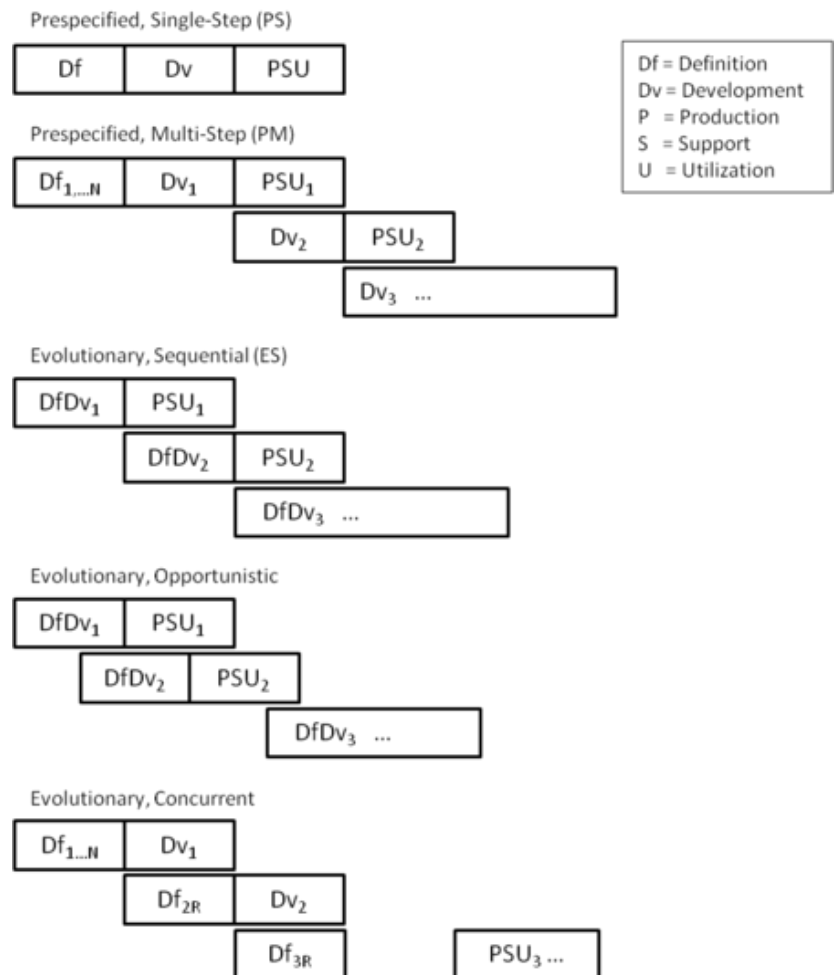 Prespecified, Single-Step (PS)
Df Dv PSU
Df = Definition
Dv = Development
P = Production
S = Support
U = Utilization
Prespecified, Multi-Step (PM)
Df1,...N Dv1 PSU1
Dv2 PSU2
Dv3 ...
Evolutionary, Sequential (ES)
DfDv1 PSU1
DfDv2 PSU2
DfDv3 ...
Evolutionary, Opportunistic
DfDv1 PSU1
DfDv2 PSU2
DfDv3 ...
Evolutionary, Concurrent
Df1...N Dv1
Df2R Dv2
Df3R PSU3 ...